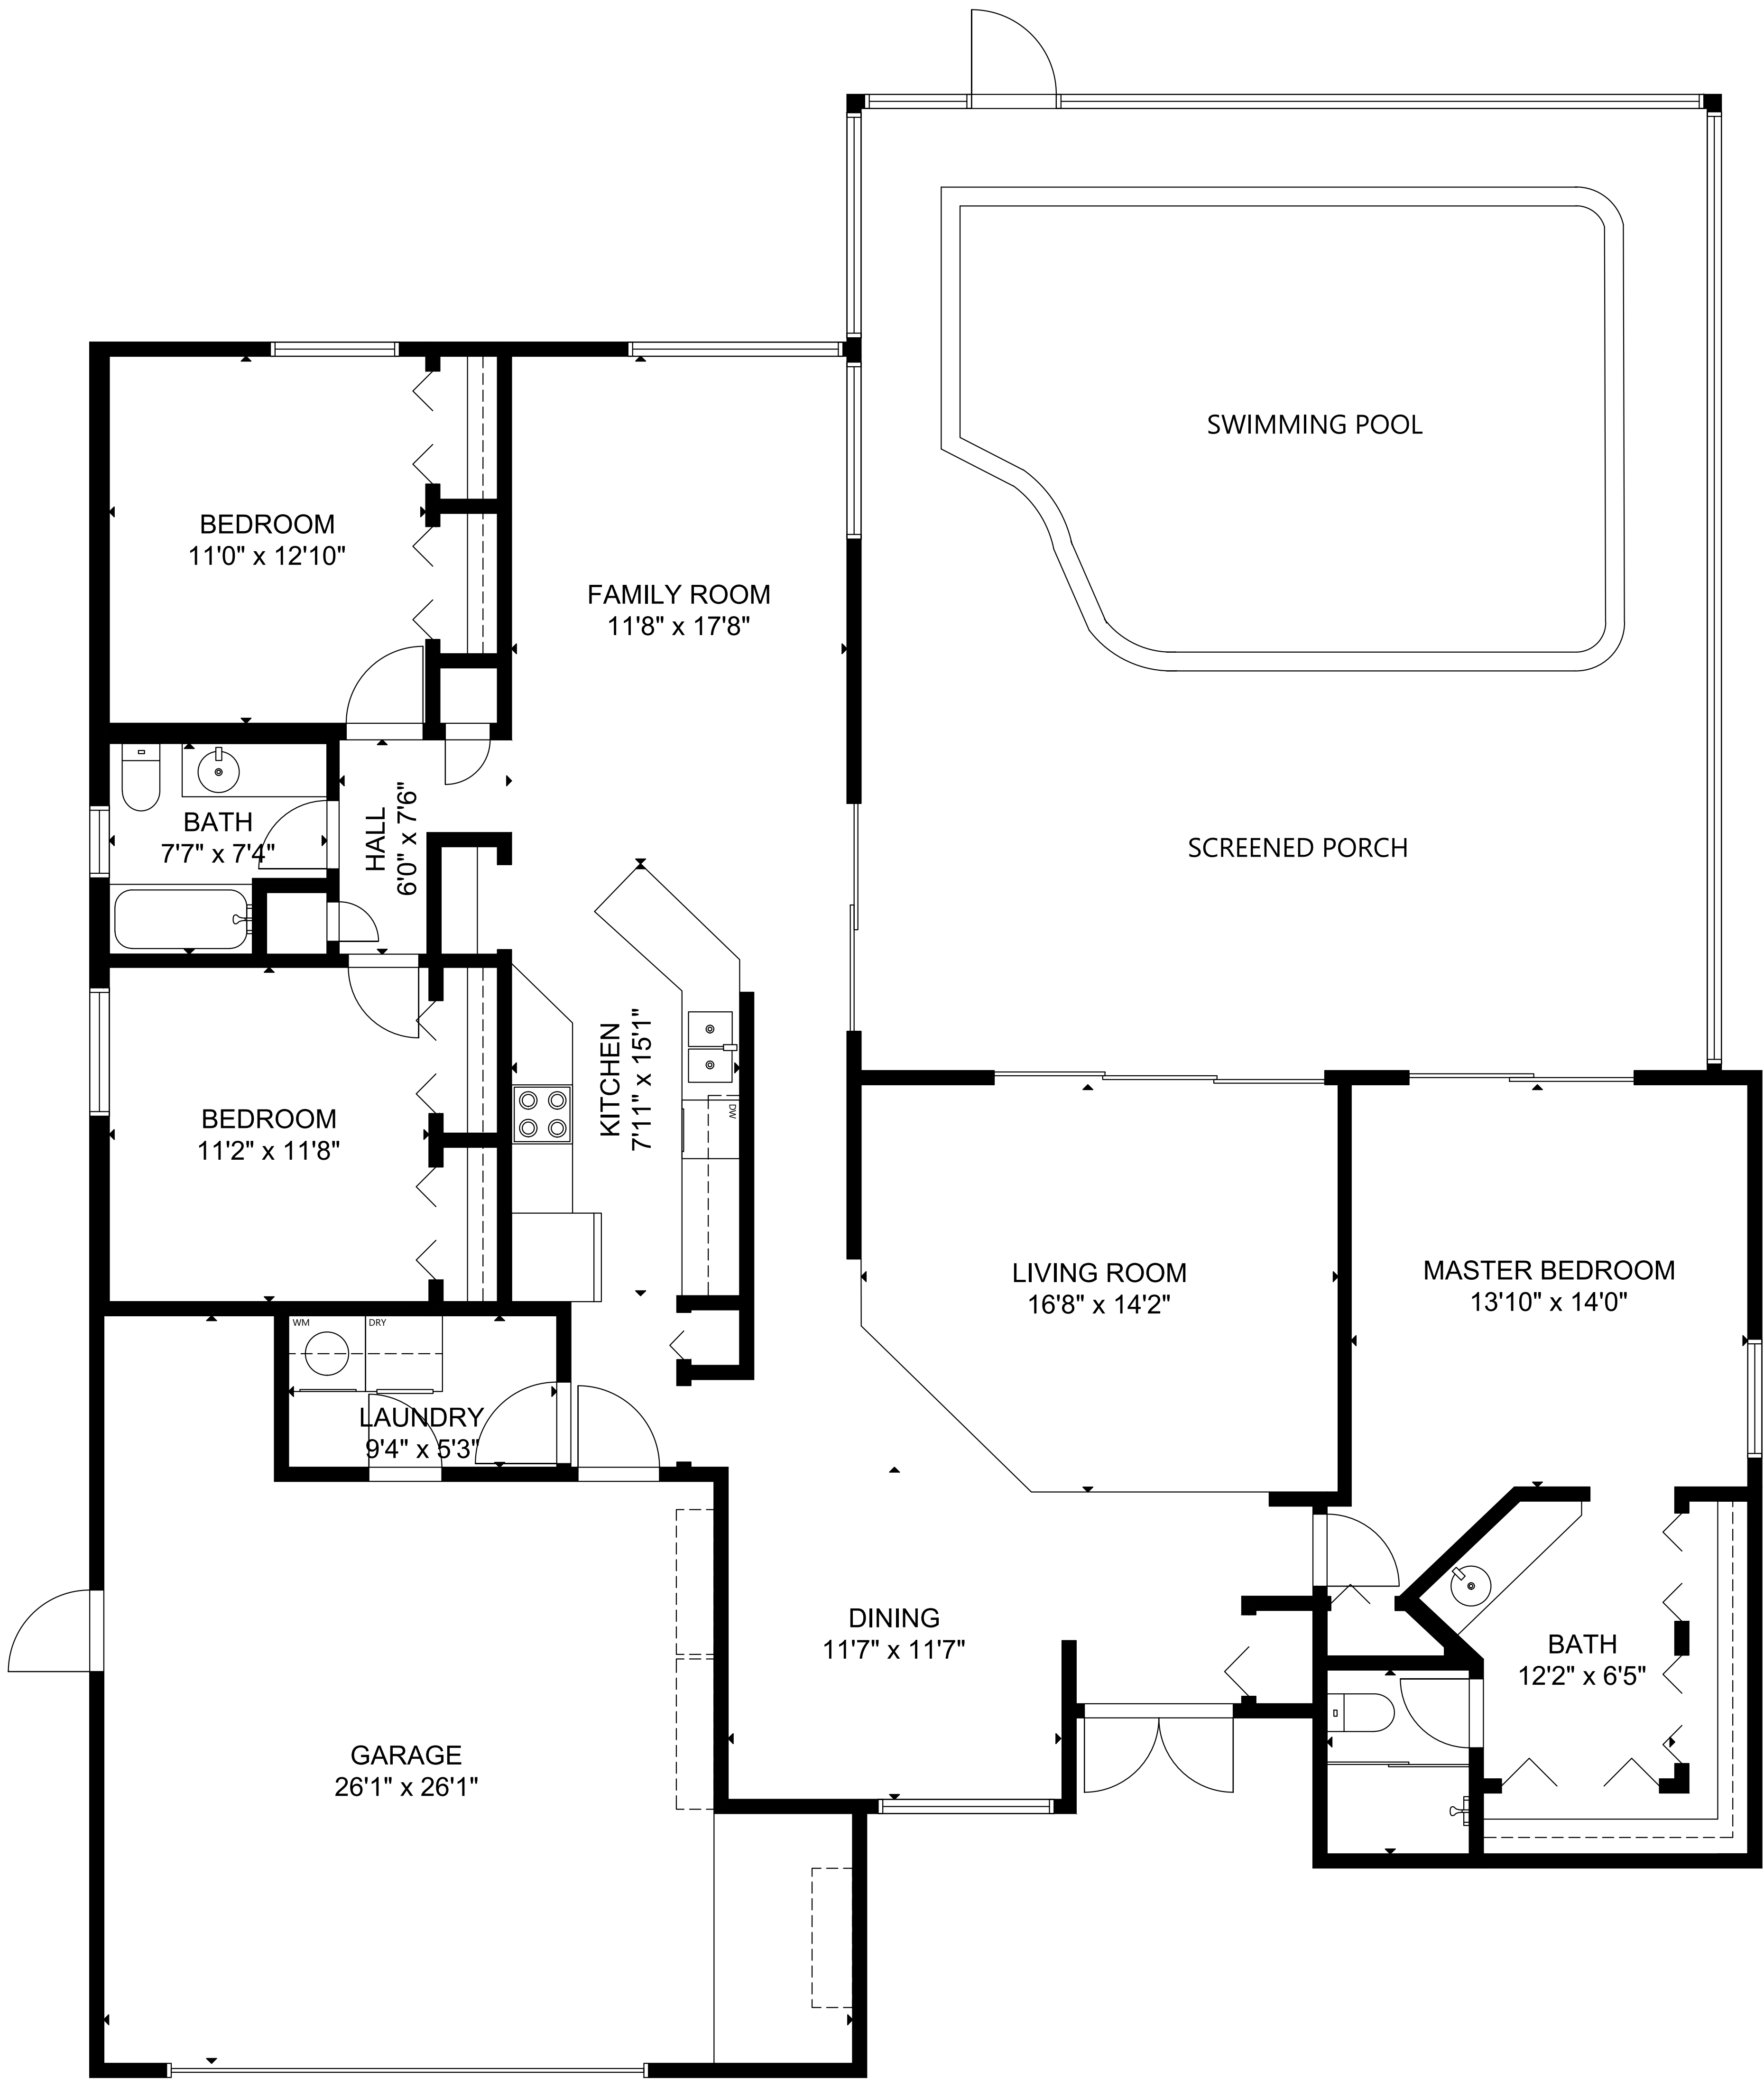 SWIMMING POOL
BEDROOM
11'0" x 12'10"
FAMILY ROOM
11'8" x 17'8"
BATH
7'7" x 7'4"
HALL
6'0" x 7'6"
SCREENED PORCH
KITCHEN
7'11" x 15'1"
DW
BEDROOM
11'2" x 11'8"
LIVING ROOM
16'8" x 14'2"
MASTER BEDROOM
13'10" x 14'0"
WM
DRY
LAUNDRY
9'4" x 5'3"
DINING
11'7" x 11'7"
BATH
12'2" x 6'5"
GARAGE
26'1" x 26'1"